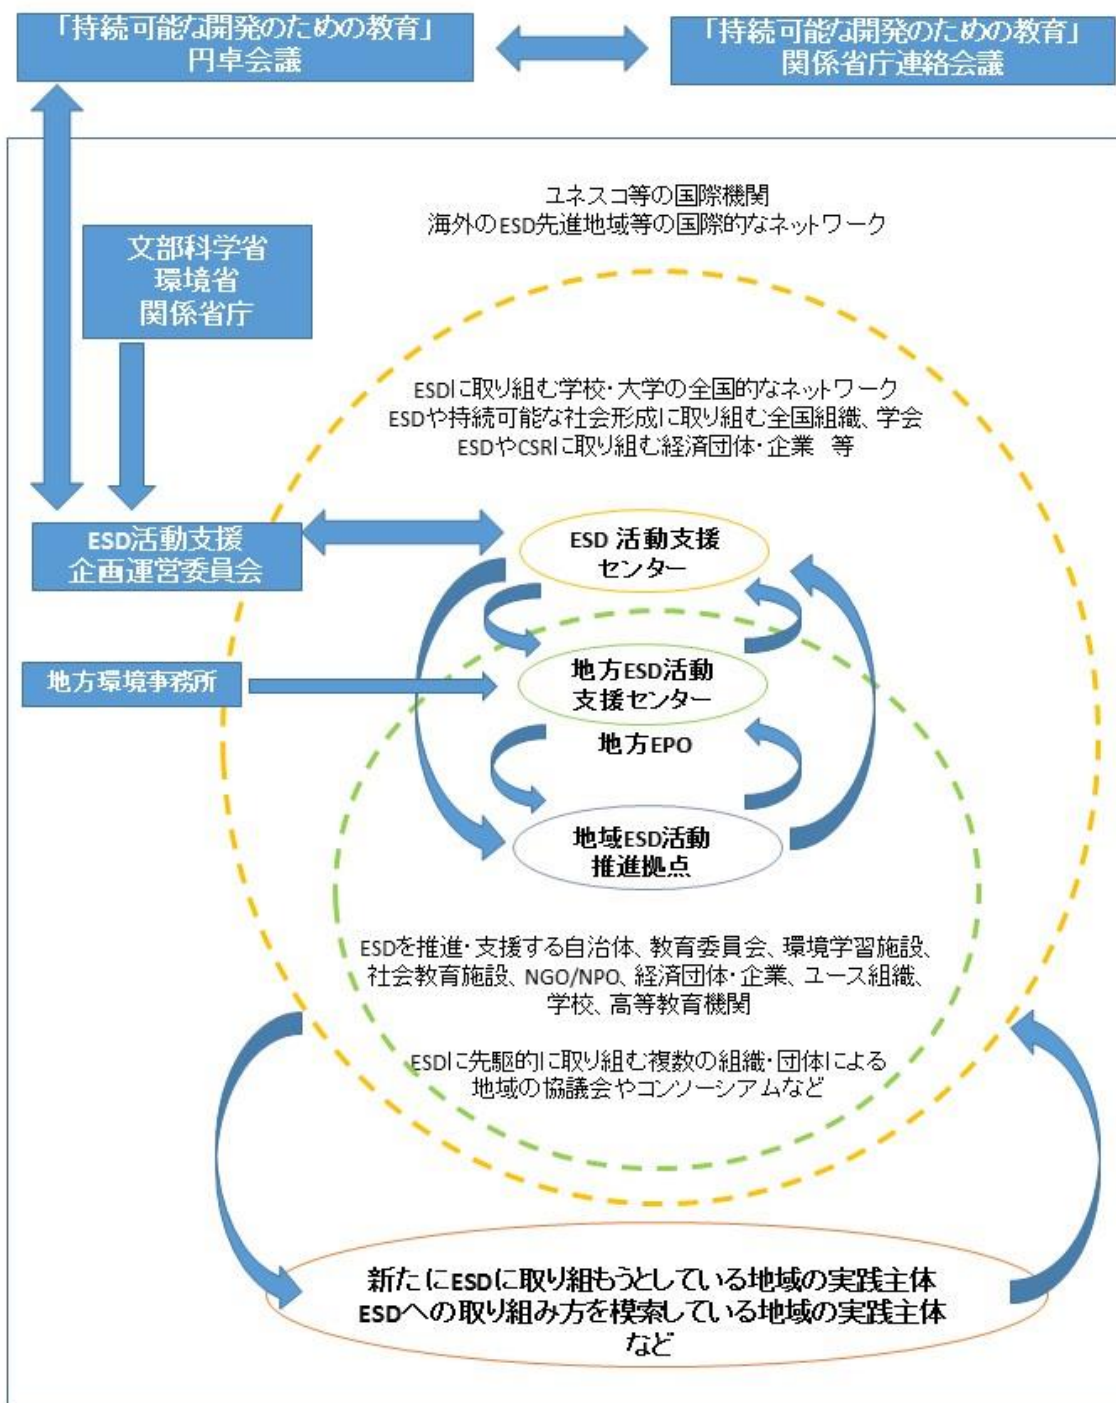 「持続可能な開発のための教育」
円卓会議
「持続可能な開発のための教育」
関係省庁連絡会議
ユネスコ等の国際機関
海外のESD先進地域等の国際的なネットワーク
文部科学省
環境省
関係省庁
ESDに取り組む学校・大学の全国的なネットワーク
ESDや持続可能な社会形成に取り組む全国組織、学会
ESDやCSRに取り組む経済団体・企業　等
ESD活動支援
企画運営委員会
ESD 活動支援
センター
地方環境事務所
地方ESD活動
支援センター
地方EPO
地域ESD活動
推進拠点
ESDを推進・支援する自治体、教育委員会、環境学習施設、
社会教育施設、NGO/NPO、経済団体・企業、ユース組織、
学校、高等教育機関
ESDに先駆的に取り組む複数の組織・団体による
地域の協議会やコンソーシアムなど
新たにESDに取り組もうとしている地域の実践主体
ESDへの取り組み方を模索している地域の実践主体
など